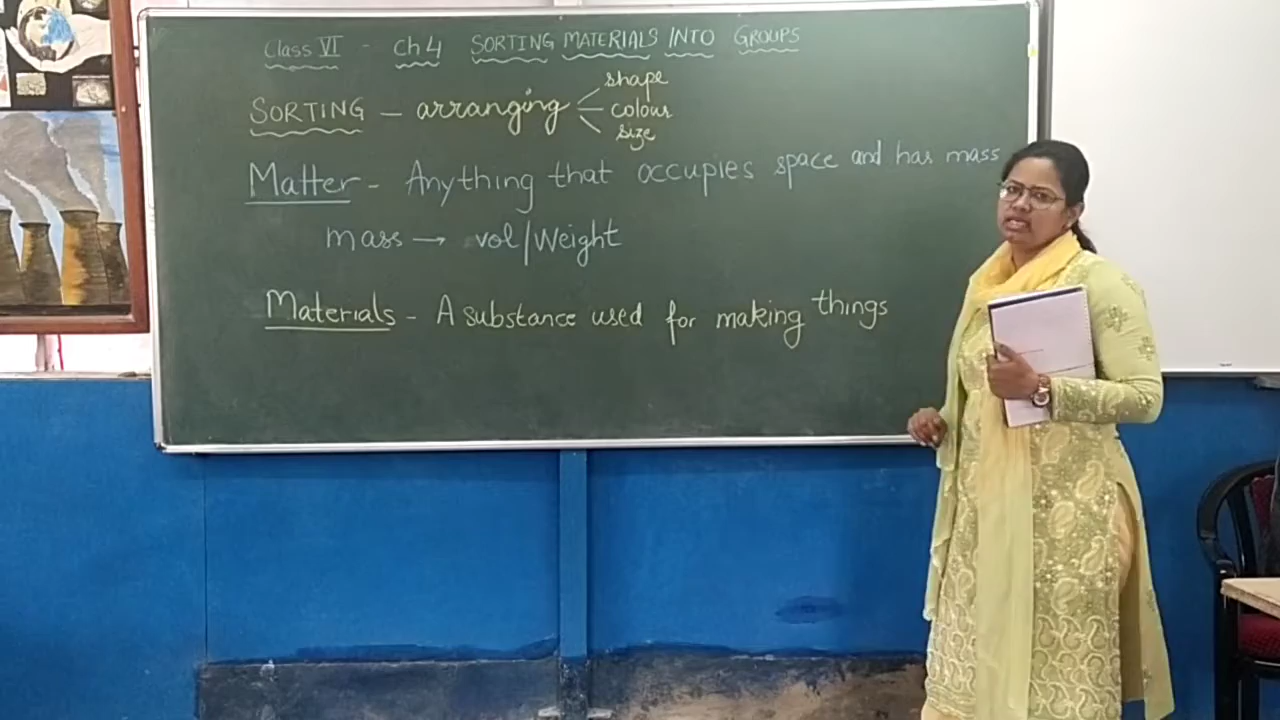 Class VI - Ch 4 SORTING MATERIALS INTO GROUPS
SORTING - arranging
shape
colour
size
Matter - Anything that occupies space and has mass
mass → vol/Weight
Materials - A substance used for making things